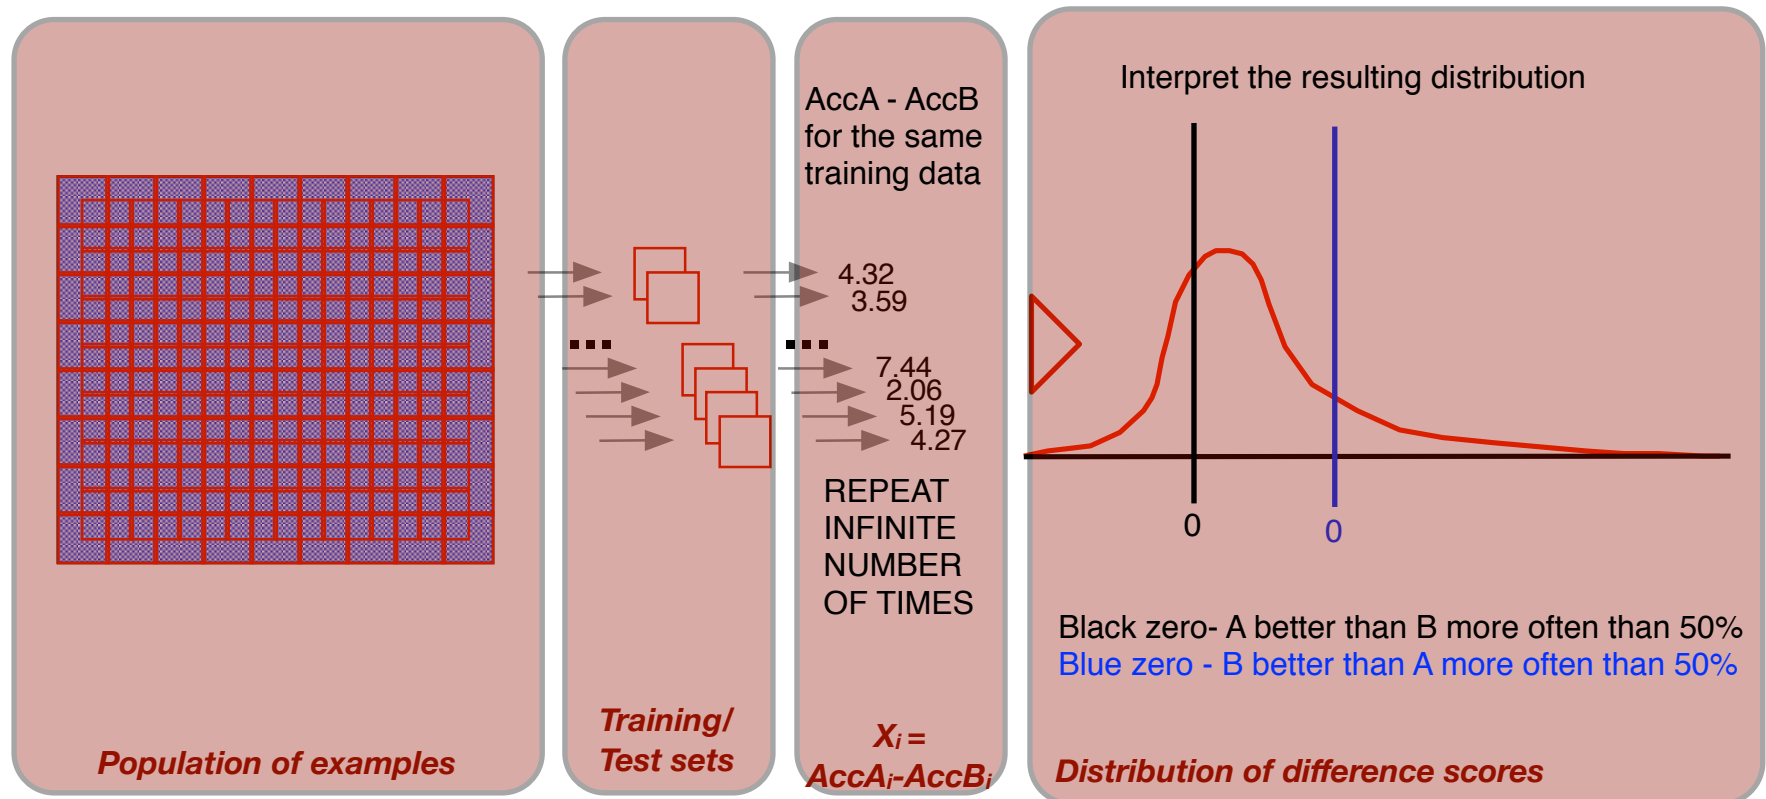 Population of examples
Training/
Test sets
AccA - AccB
for the same
training data
4.32
3.59
7.44
2.06
5.19
4.27
REPEAT
INFINITE
NUMBER
OF TIMES
Xi =
AccAi-AccBi
Interpret the resulting distribution
0
0
Black zero- A better than B more often than 50%
Blue zero - B better than A more often than 50%
Distribution of difference scores